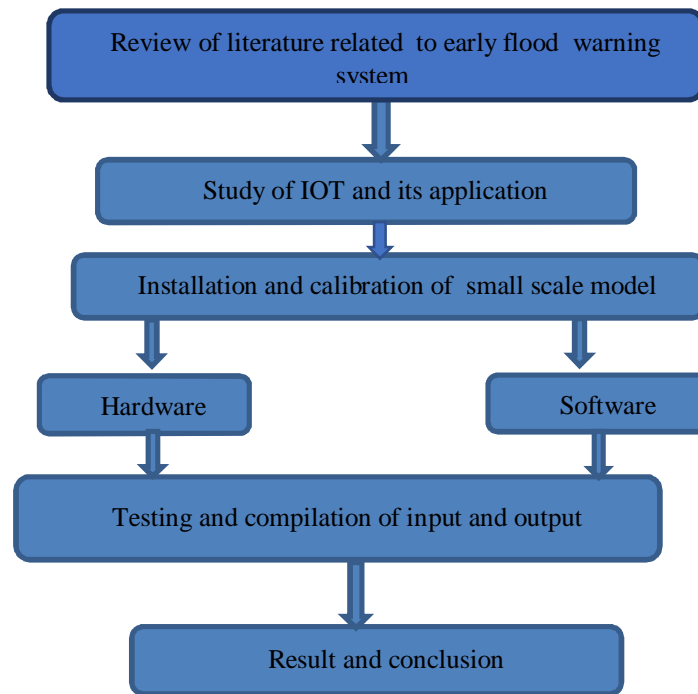 Review of literature related to early flood warning
system
Study of IOT and its application
Installation and calibration of small scale model
Hardware
Software
Testing and compilation of input and output
Result and conclusion